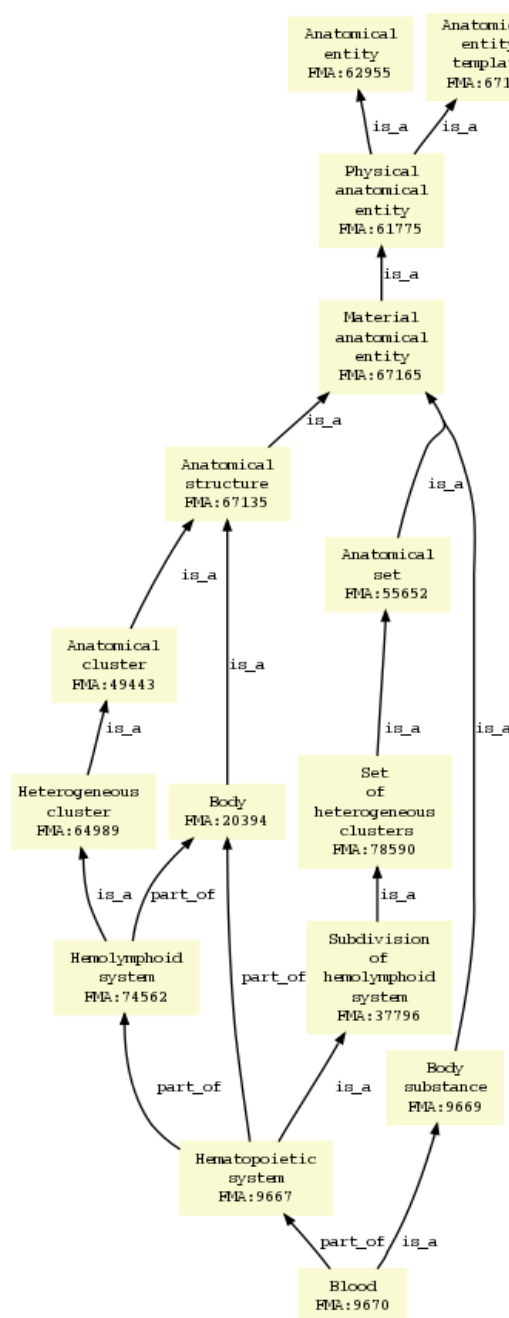 Anatomical
entity
FMA:62955
entity
is_a
is_a
Physical
anatomical
entity
FMA:61775
is_a
Material
anatomical
entity
FMA:67165
is_a
Anatomical
structure
FMA:67135
is_a
Anatomical
set
FMA:55652
is_a
Anatomical
cluster
FMA:49443
is_a
is_a
is_a
is_a
Heterogeneous
cluster
FMA:64989
Body
FMA:20394
Set
of
heterogeneous
clusters
FMA:78590
is_a
part_of
is_a
Hemolymphoid
system
FMA:74562
part_of
Subdivision
of
hemolymphoid
system
FMA:37796
part_of
is_a
Body
substance
FMA:9669
Hematopoietic
system
FMA:9667
part_of
is_a
Blood
FMA:9670